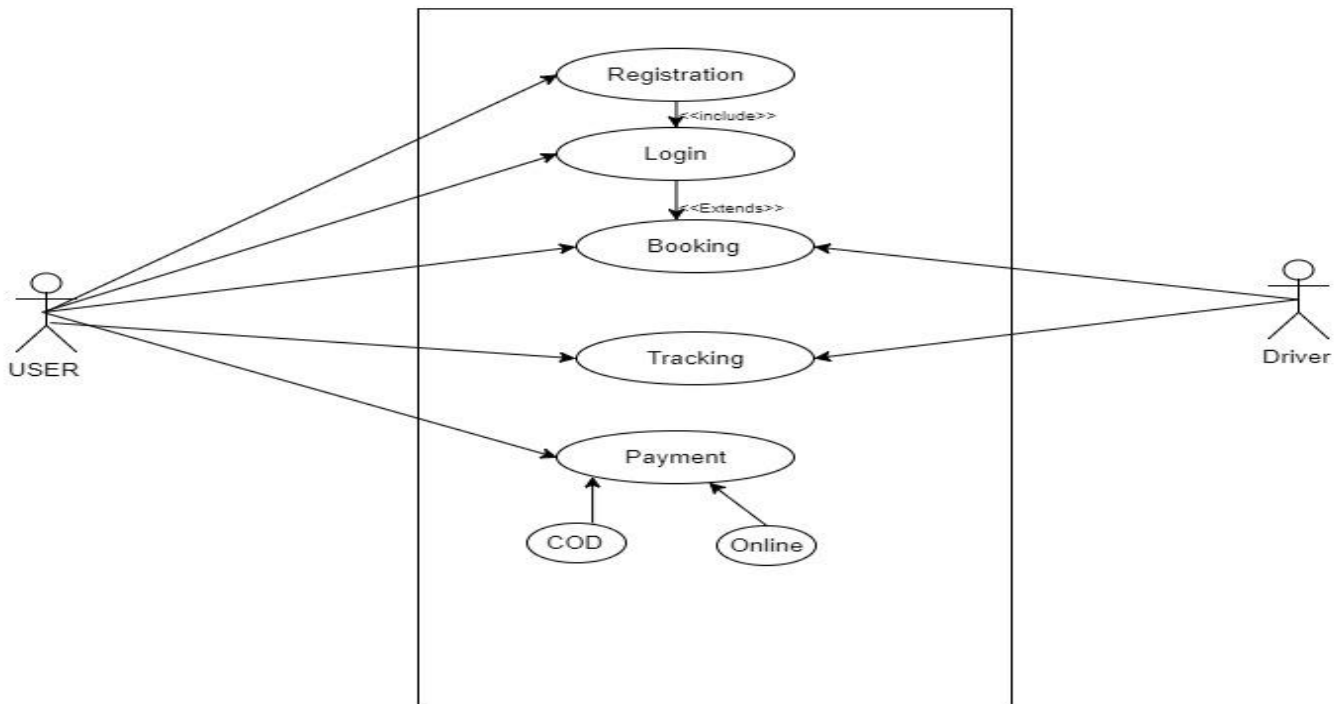 Registration
<<include>>
Login
<<Extends>>
Booking
USER
Tracking
Driver
Payment
COD
Online